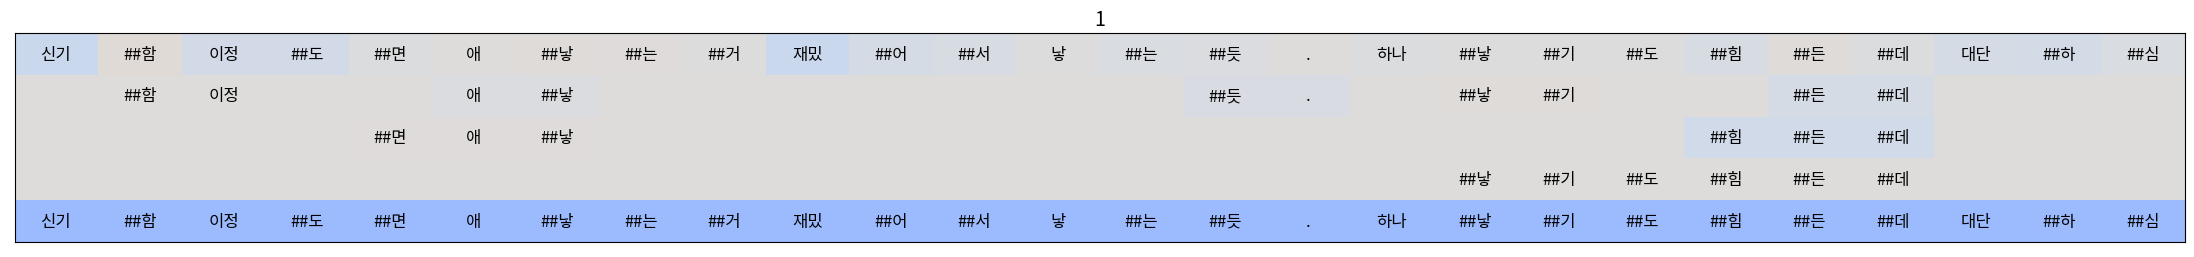 1
신기 ##함 이정 ##도 ##면 애 ##낳 ##는 ##거 재밌 ##어 ##서 낳 ##는 ##듯 . 하나 ##낳 ##기 ##도 ##힘 ##든 ##데 대단 ##하 ##심
##함 이정 애 ##낳 ##듯 . ##낳 ##기 ##든 ##데
##면 애 ##낳 ##힘 ##든 ##데
##낳 ##기 ##도 ##힘 ##든 ##데
신기 ##함 이정 ##도 ##면 애 ##낳 ##는 ##거 재밌 ##어 ##서 낳 ##는 ##듯 . 하나 ##낳 ##기 ##도 ##힘 ##든 ##데 대단 ##하 ##심